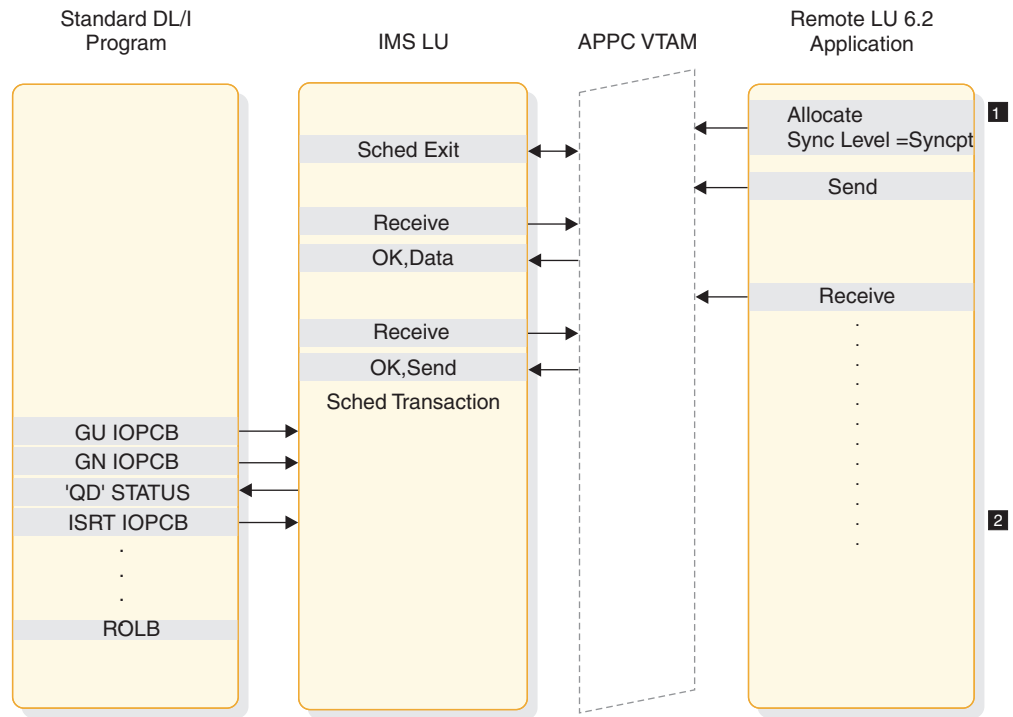 Standard DL/I
Program
IMS LU
APPC VTAM
Remote LU 6.2
Application
Allocate
Sync Level =Syncpt
1
Sched Exit
Send
Receive
OK,Data
Receive
Receive
OK,Send
Sched Transaction
GU IOPCB
GN IOPCB
'QD' STATUS
ISRT IOPCB
2
ROLB